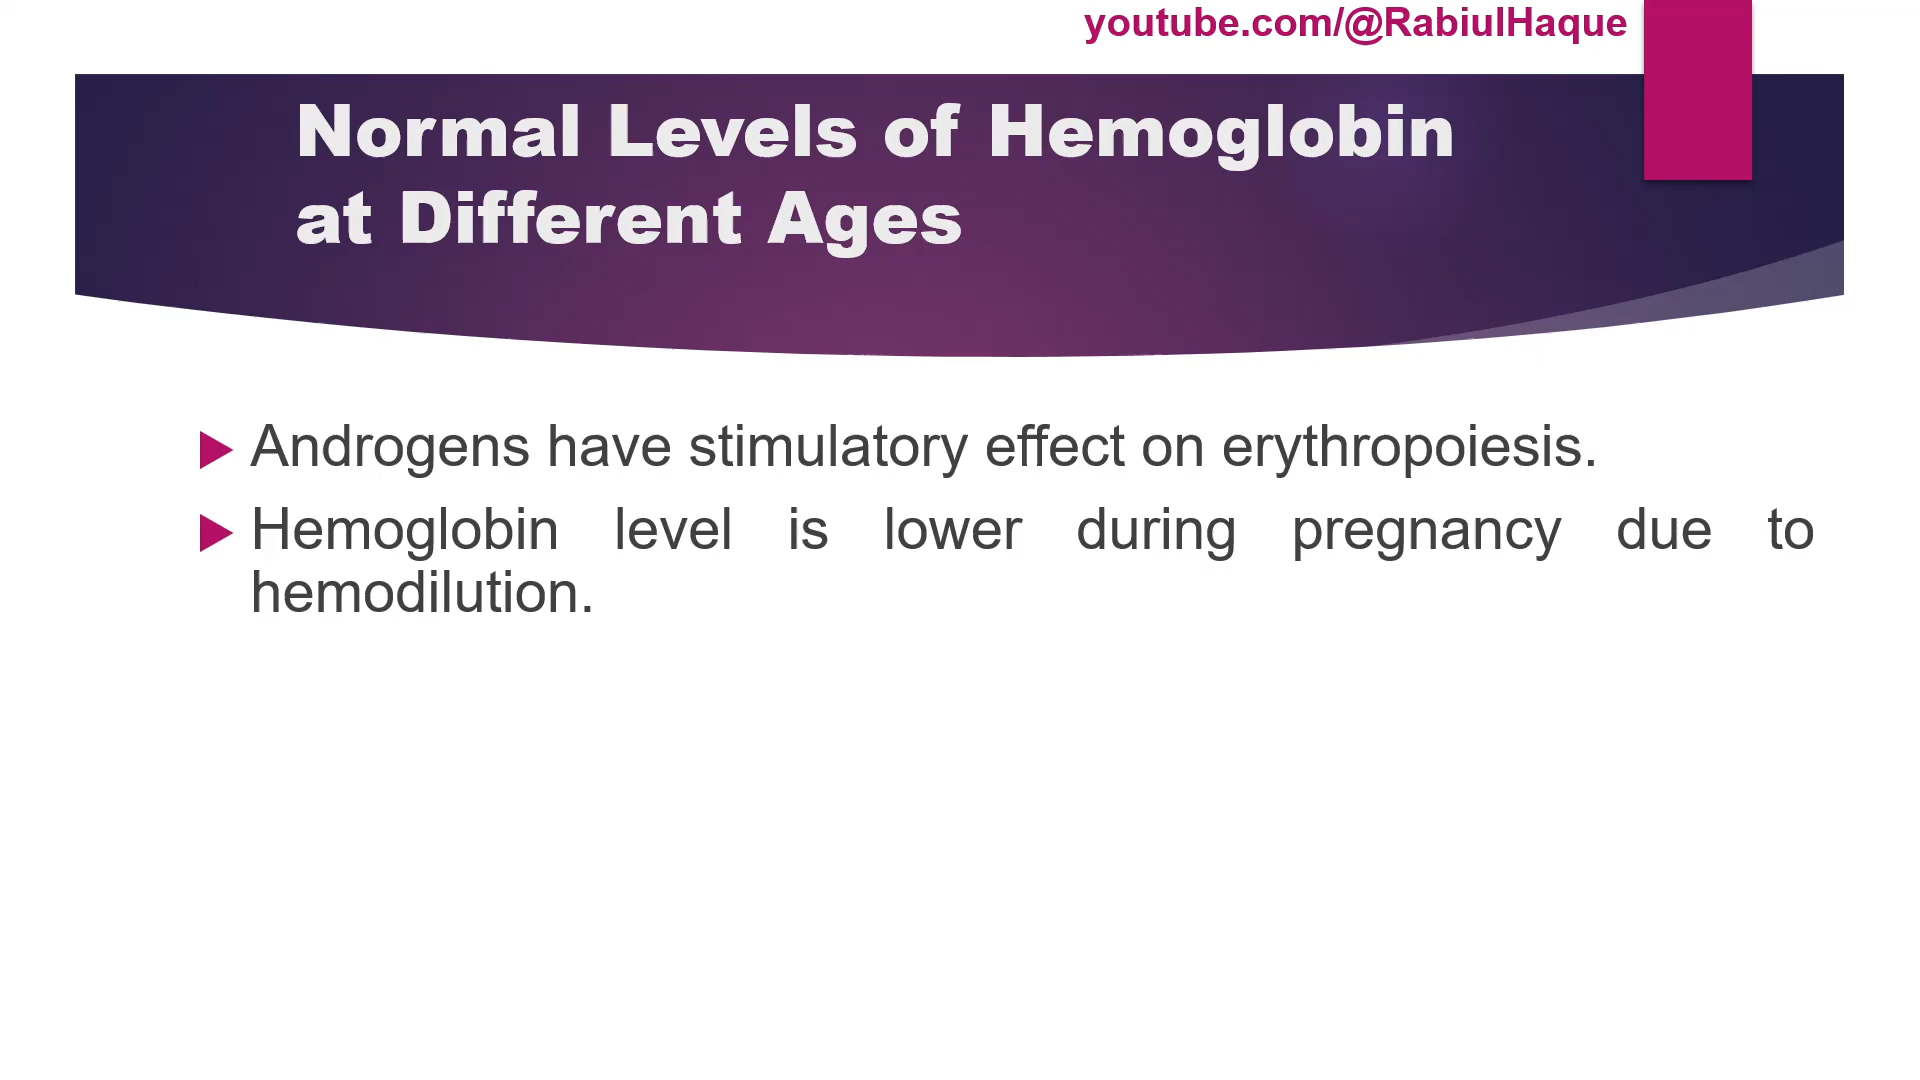 youtube.com/@RabiulHaque
Normal Levels of Hemoglobin
at Different Ages
Androgens have stimulatory effect on erythropoiesis.
Hemoglobin level is lower during pregnancy due to
hemodilution.